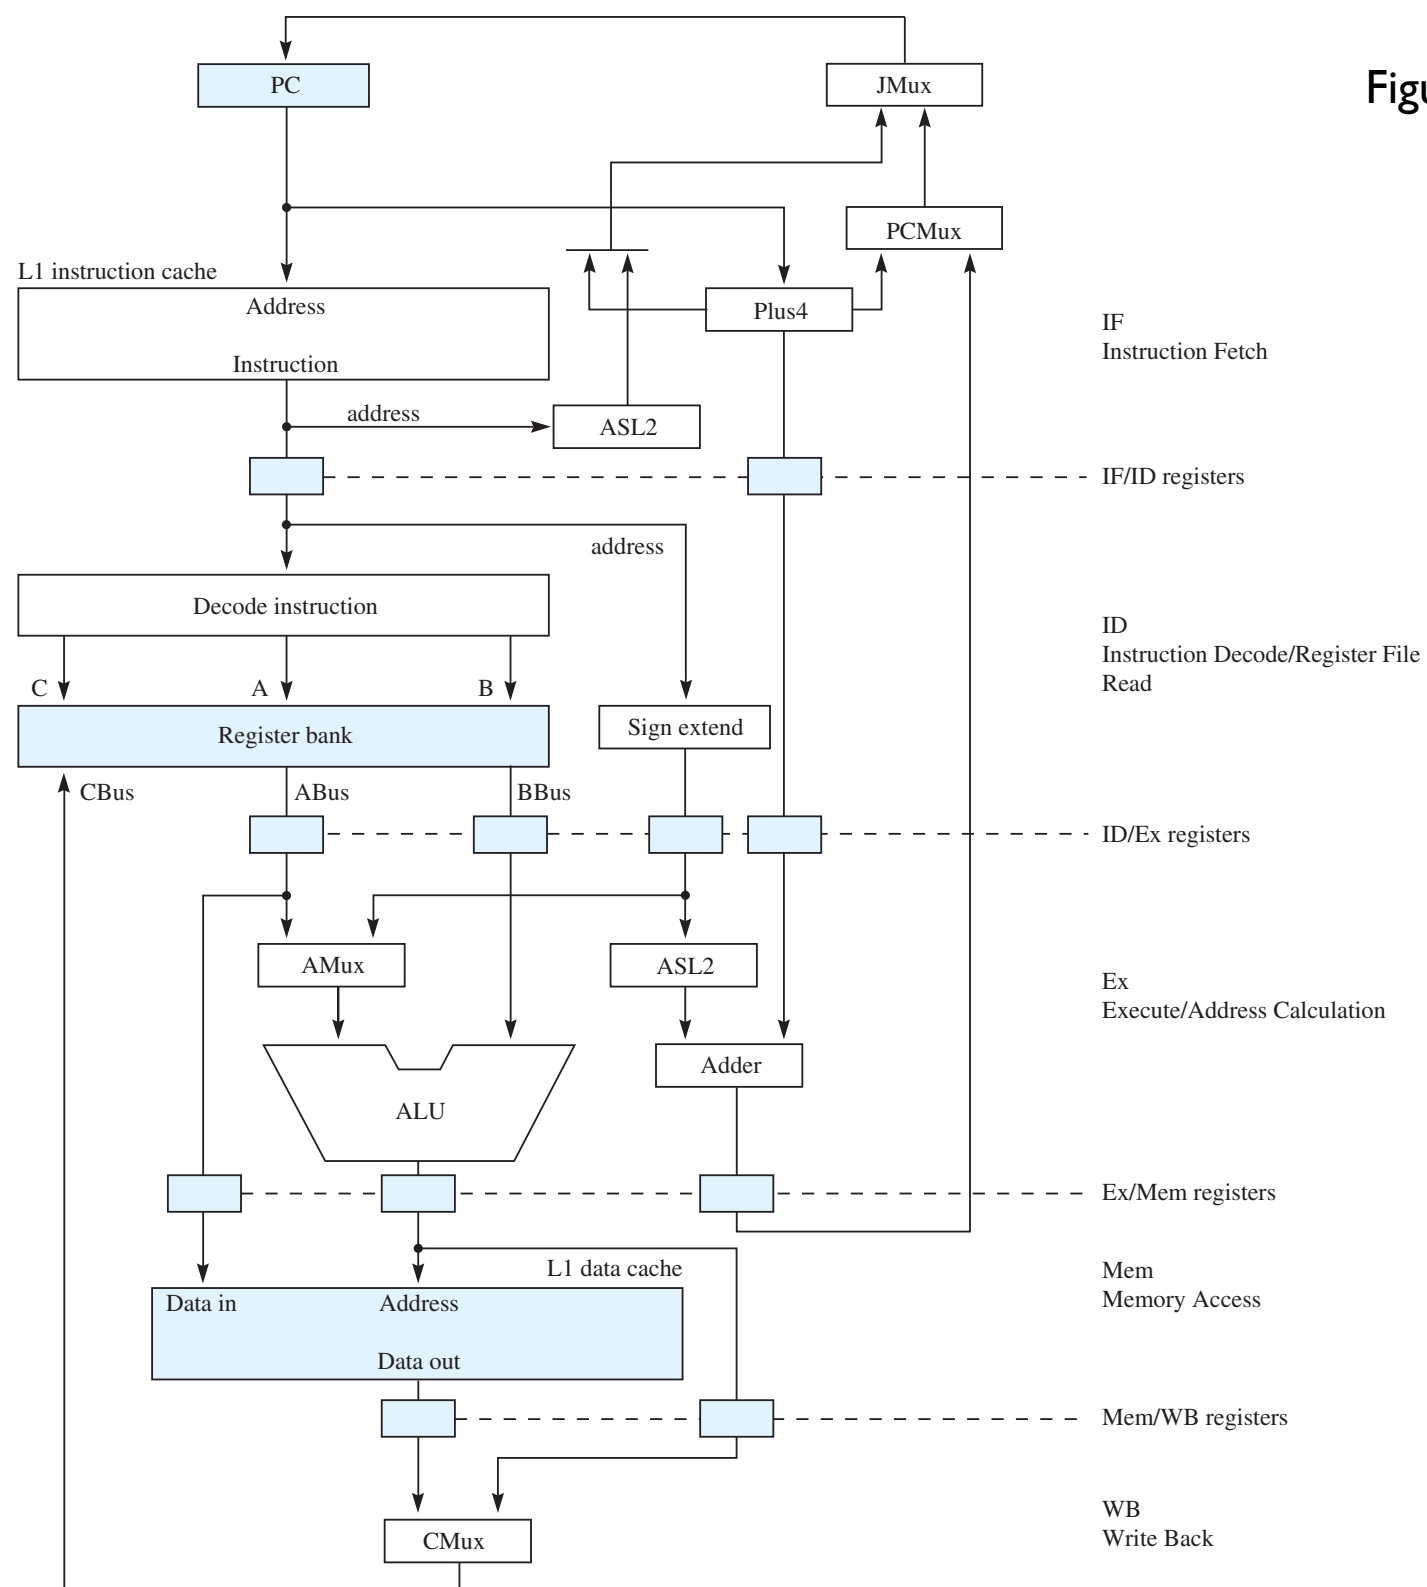 PC
JMux
Figu
PCMux
L1 instruction cache
Address
Plus4
IF
Instruction Fetch
Instruction
address
ASL2
IF/ID registers
address
Decode instruction
ID
Instruction Decode/Register File
Read
C
A
B
Register bank
Sign extend
CBus
ABus
BBus
ID/Ex registers
AMux
ASL2
Ex
Execute/Address Calculation
Adder
ALU
Ex/Mem registers
L1 data cache
Mem
Memory Access
Data in
Address
Data out
Mem/WB registers
WB
Write Back
CMux